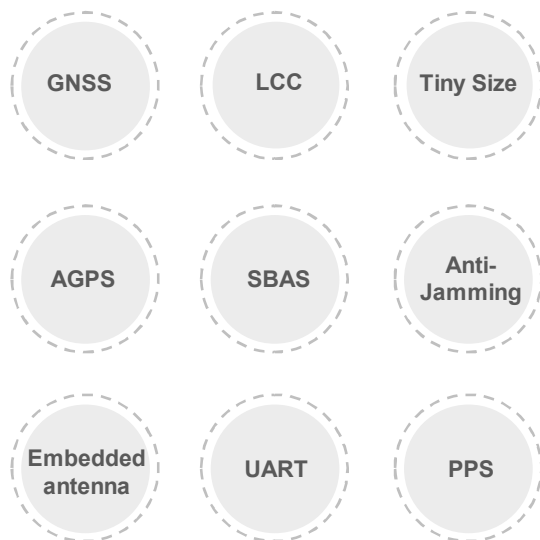 GNSS
LCC
Tiny Size
AGPS
SBAS
Anti-
Jamming
Embedded
antenna
UART
PPS